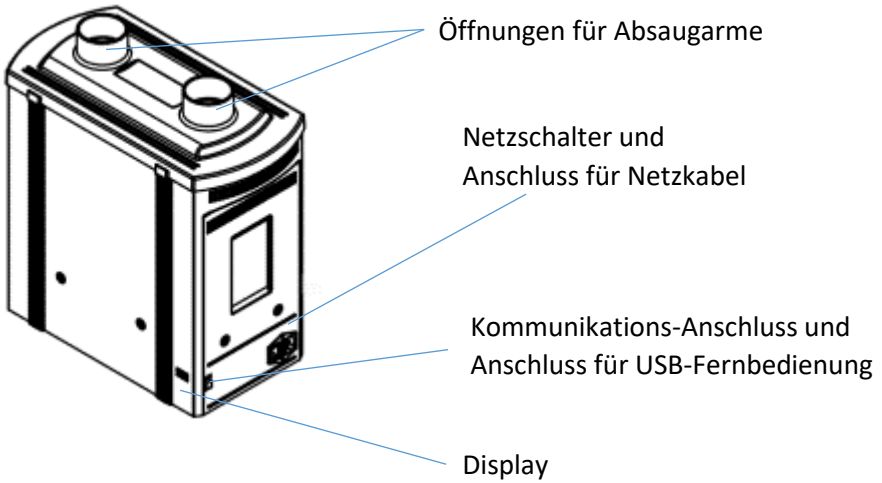 Öffnungen für Absaugarme
Netzschalter und
Anschluss für Netzkabel
Kommunikations-Anschluss und
Anschluss für USB-Fernbedienung
Display